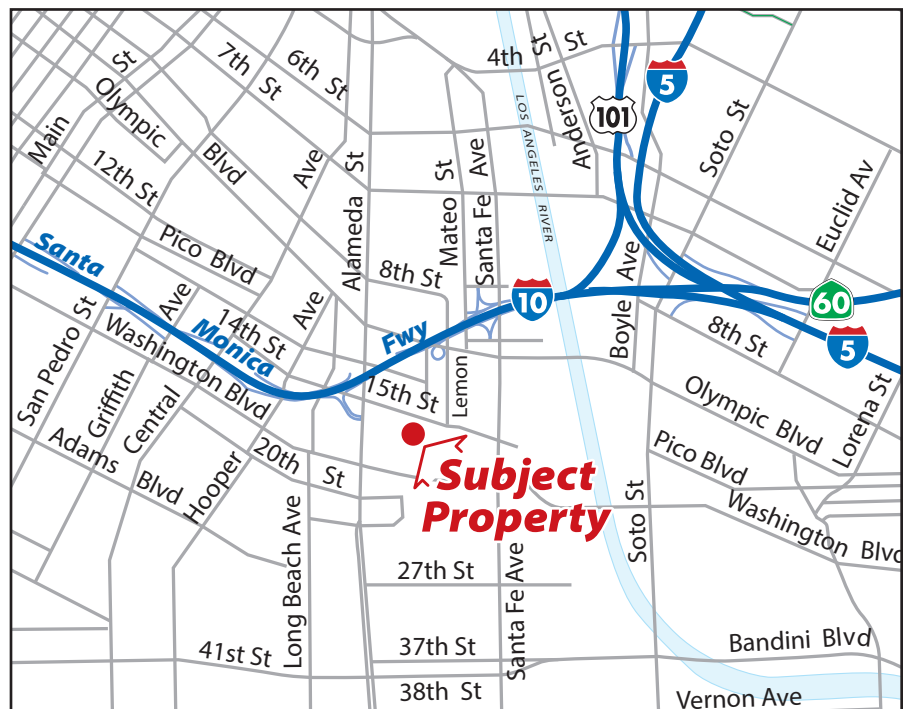 4th St
Anderson St
6th St
7th St
St
Main
Olympic Blvd
12th St
Ave
Alameda St
Mateo St
Santa Fe Ave
LOS ANGELES RIVER
101
5
Soto St
Euclid Av
Pico Blvd
8th St
Boyle Ave
Santa Monica Fwy
10
60
8th St
5
San Pedro St
Griffith Ave
14th St
Washington Blvd
Central Ave
15th St
Lemon
Olympic Blvd
Lorena St
Adams Blvd
Hooper
20th St
Subject
Property
Pico Blvd
Washington Blvd
Soto St
Long Beach Ave
27th St
Santa Fe Ave
41st St
37th St
38th St
Bandini Blvd
Vernon Ave